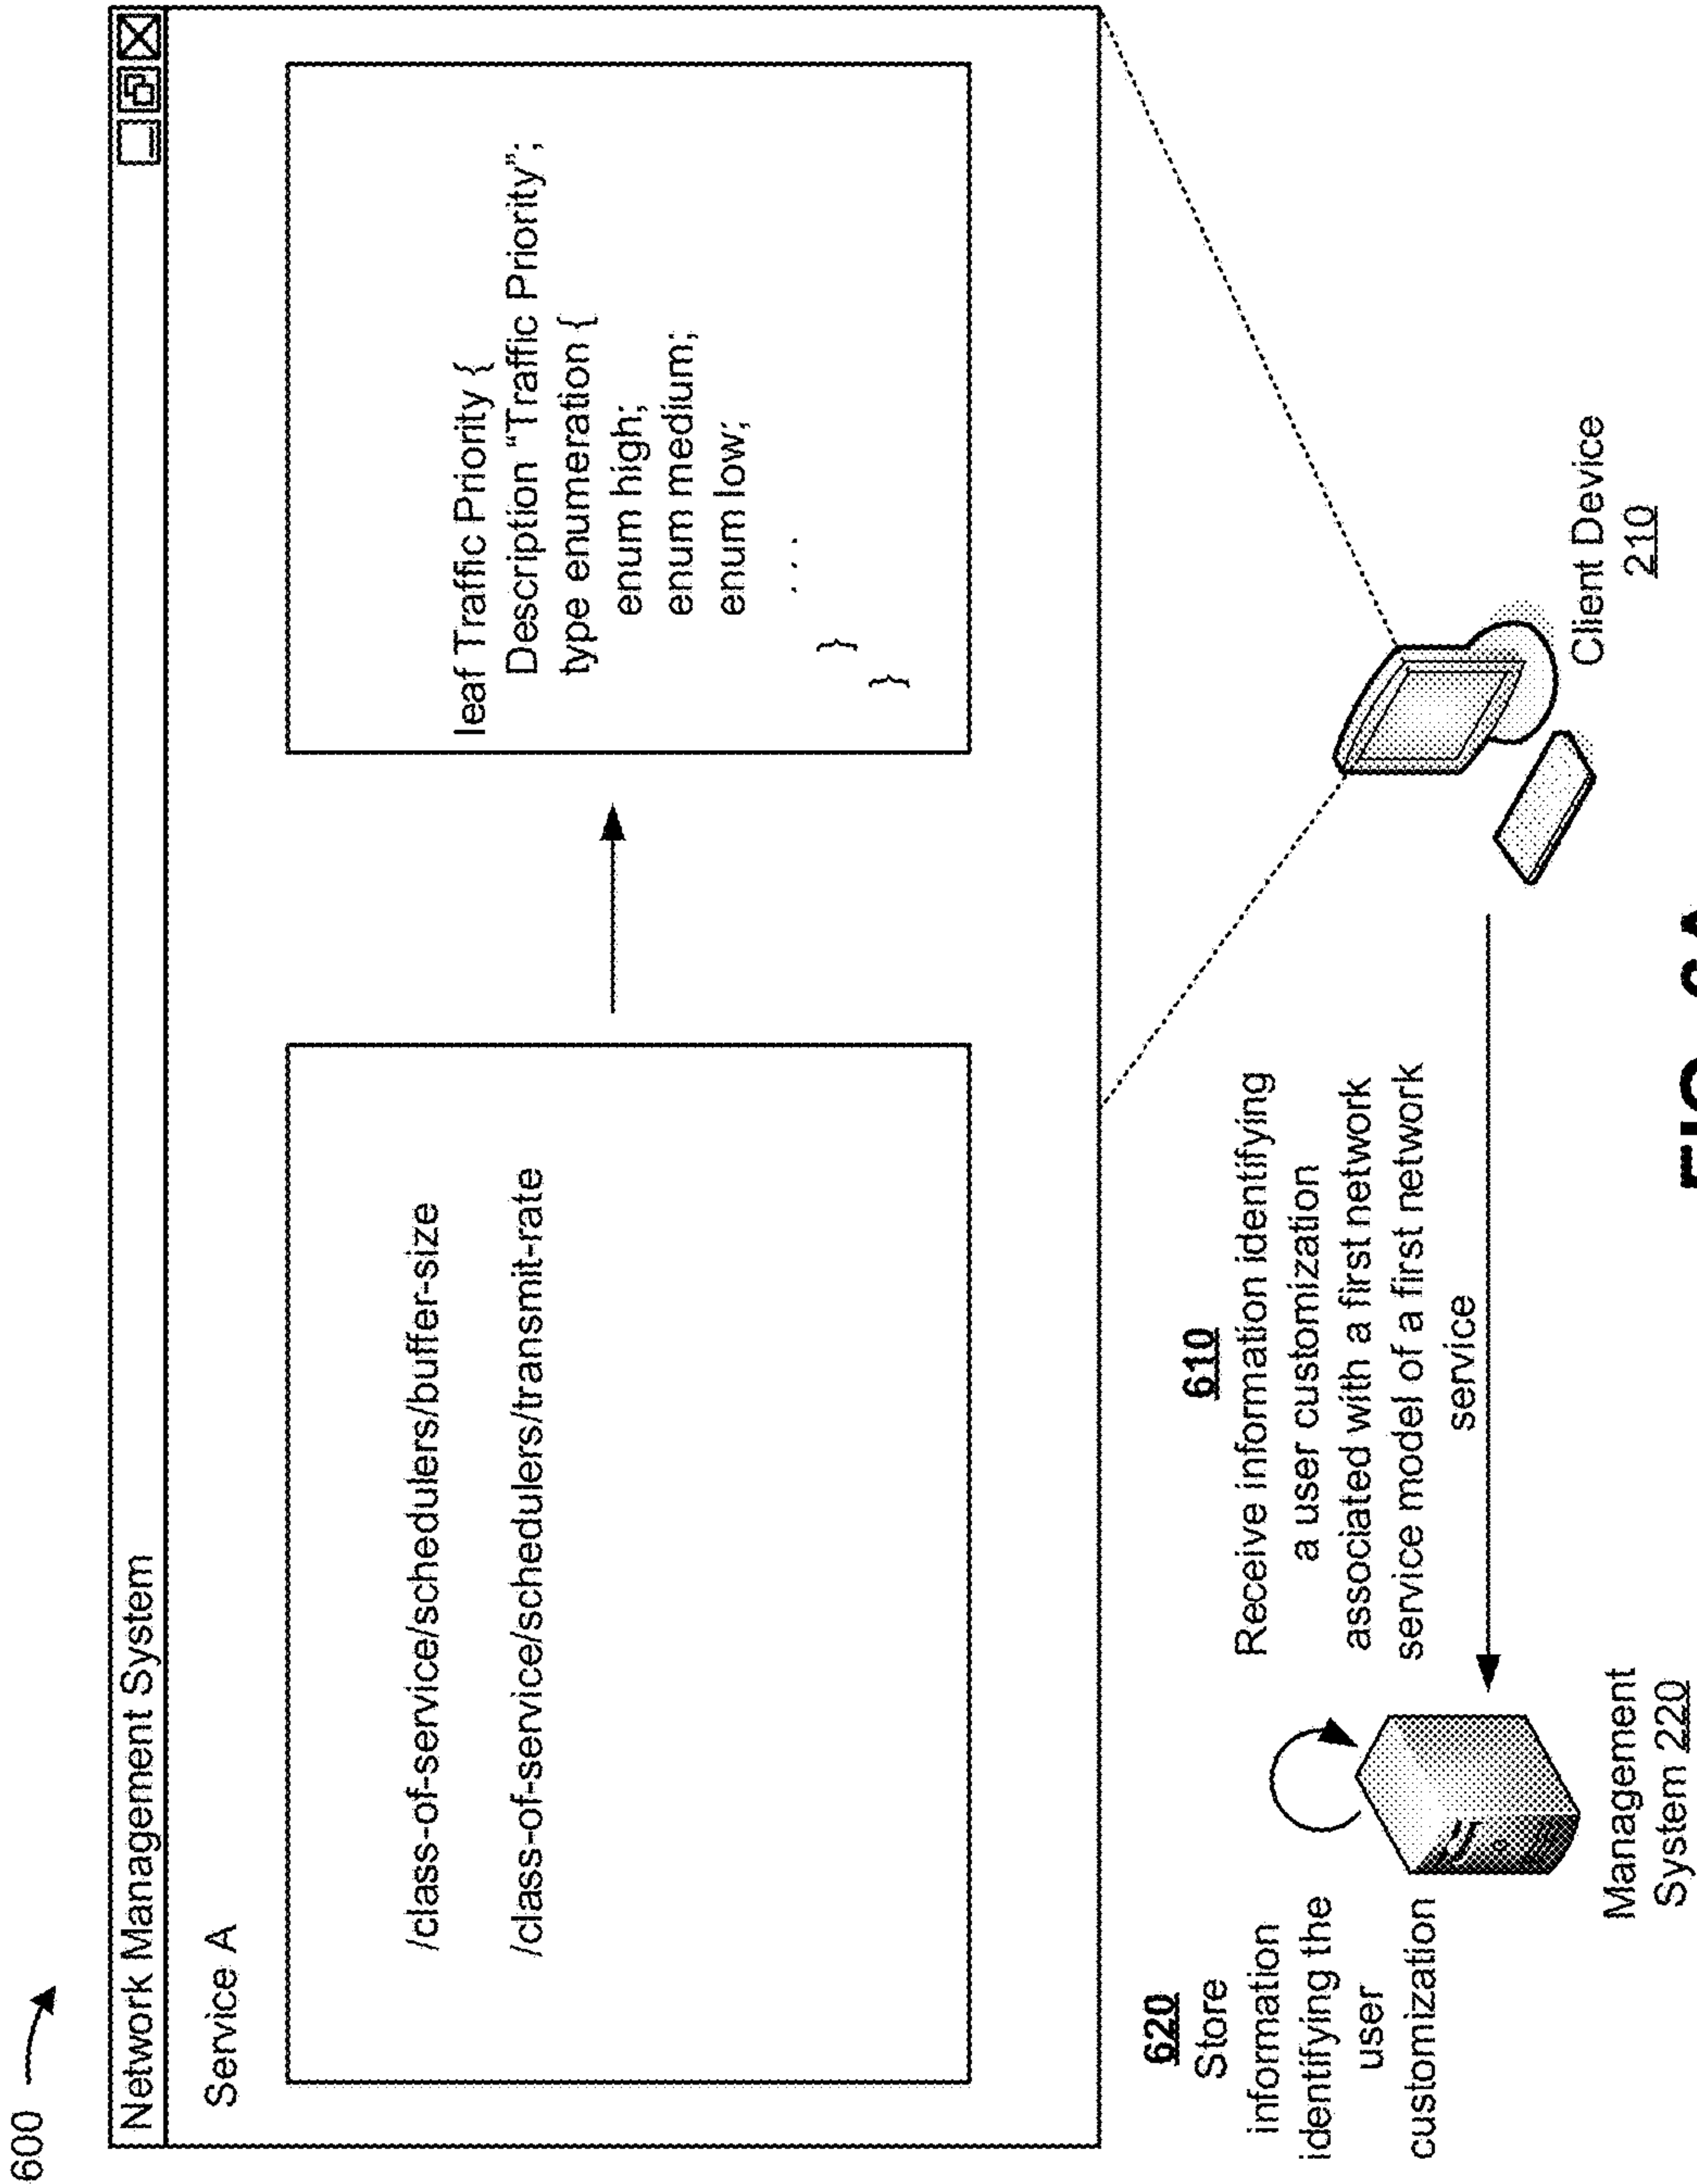 600
Network Management System
Service A
/class-of-service/schedulers/buffer-size
/class-of-service/schedulers/transmit-rate
leaf Traffic Priority {
Description “Traffic Priority”;
type enumeration {
enum high;
enum medium;
enum low;
. . .
}
}
620
Store
information
identifying the
user
customization
610
Receive information identifying
a user customization
associated with a first network
service model of a first network
service
Management
System 220
Client Device
210